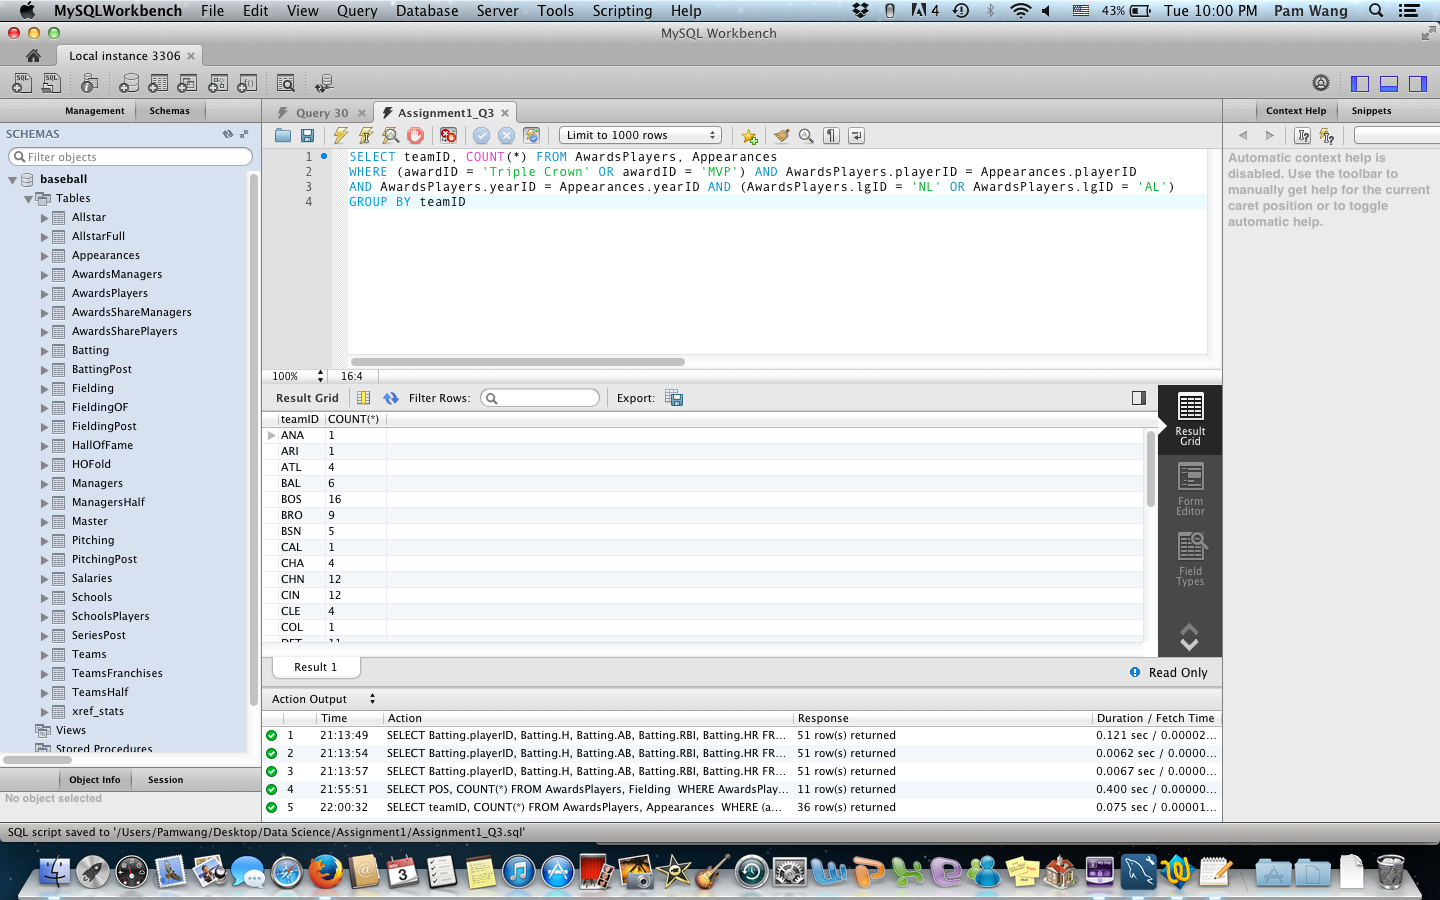 MySQLWorkbench File Edit View Query Database Server Tools Scripting Help 4 43% Tue 10:00 PM Pam Wang
MySQL Workbench
Local instance 3306
Management Schemas
SCHEMAS
Filter objects
baseball
Tables
Allstar
AllstarFull
Appearances
AwardsManagers
AwardsPlayers
AwardsShareManagers
AwardsSharePlayers
Batting
BattingPost
Fielding
FieldingOF
FieldingPost
HallOfFame
HOFold
Managers
ManagersHalf
Master
Pitching
PitchingPost
Salaries
Schools
SchoolsPlayers
SeriesPost
Teams
TeamsFranchises
TeamsHalf
xref_stats
Views
Stored Procedures
Object Info Session
No object selected
Query 30 Assignment1_Q3
Limit to 1000 rows
1 SELECT teamID, COUNT(*) FROM AwardsPlayers, Appearances
2 WHERE (awardID = 'Triple Crown' OR awardID = 'MVP') AND AwardsPlayers.playerID = Appearances.playerID
3 AND AwardsPlayers.yearID = Appearances.yearID AND (AwardsPlayers.lgID = 'NL' OR AwardsPlayers.lgID = 'AL')
4 GROUP BY teamID
100% 16:4
Result Grid Filter Rows: Export:
teamID COUNT(*)
ANA 1
ARI 1
ATL 4
BAL 6
BOS 16
BRO 9
BSN 5
CAL 1
CHA 4
CHN 12
CIN 12
CLE 4
COL 1
DET 11
Result Grid
Form Editor
Field Types
Result 1
Read Only
Action Output
Time Action Response Duration / Fetch Time
1 21:13:49 SELECT Batting.playerID, Batting.H, Batting.AB, Batting.RBI, Batting.HR FR... 51 row(s) returned 0.121 sec / 0.00002...
2 21:13:54 SELECT Batting.playerID, Batting.H, Batting.AB, Batting.RBI, Batting.HR FR... 51 row(s) returned 0.0062 sec / 0.0000...
3 21:13:57 SELECT Batting.playerID, Batting.H, Batting.AB, Batting.RBI, Batting.HR FR... 51 row(s) returned 0.0067 sec / 0.0000...
4 21:55:51 SELECT POS, COUNT(*) FROM AwardsPlayers, Fielding WHERE AwardsPlay... 11 row(s) returned 0.400 sec / 0.0000...
5 22:00:32 SELECT teamID, COUNT(*) FROM AwardsPlayers, Appearances WHERE (a... 36 row(s) returned 0.075 sec / 0.00001...
Context Help Snippets
Automatic context help is
disabled. Use the toolbar to
manually get help for the current
caret position or to toggle
automatic help.
SQL script saved to '/Users/Pamwang/Desktop/Data Science/Assignment1/Assignment1_Q3.sql'